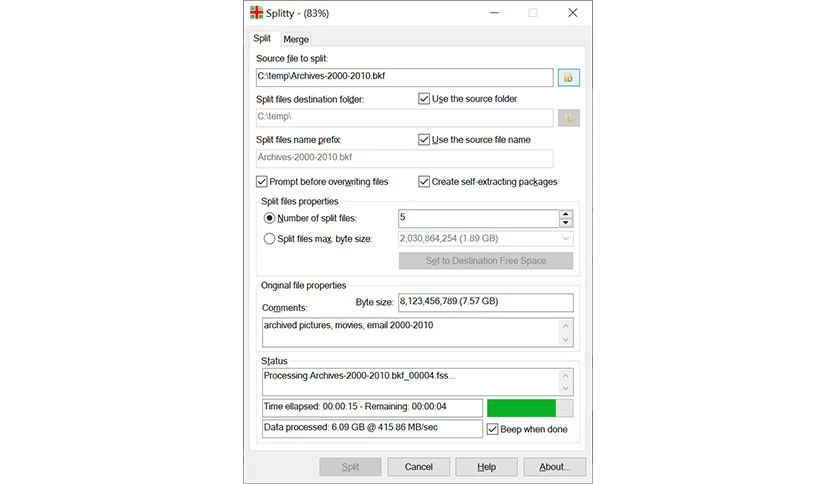 Splitty - (83%)
Split Merge
Source file to split:
C:\temp\Archives-2000-2010.bkf
Split files destination folder: Use the source folder
C:\temp\
Split files name prefix: Use the source file name
Archives-2000-2010.bkf
Prompt before overwriting files Create self-extracting packages
Split files properties
Number of split files: 5
Split files max. byte size: 2,030,864,254 (1.89 GB)
Set to Destination Free Space
Original file properties
Byte size: 8,123,456,789 (7.57 GB)
Comments:
archived pictures, movies, email 2000-2010
Status
Processing Archives-2000-2010.bkf_00004.fss...
Time ellapsed: 00:00:15 - Remaining: 00:00:04
Data processed: 6.09 GB @ 415.86 MB/sec Beep when done
Split Cancel Help About...